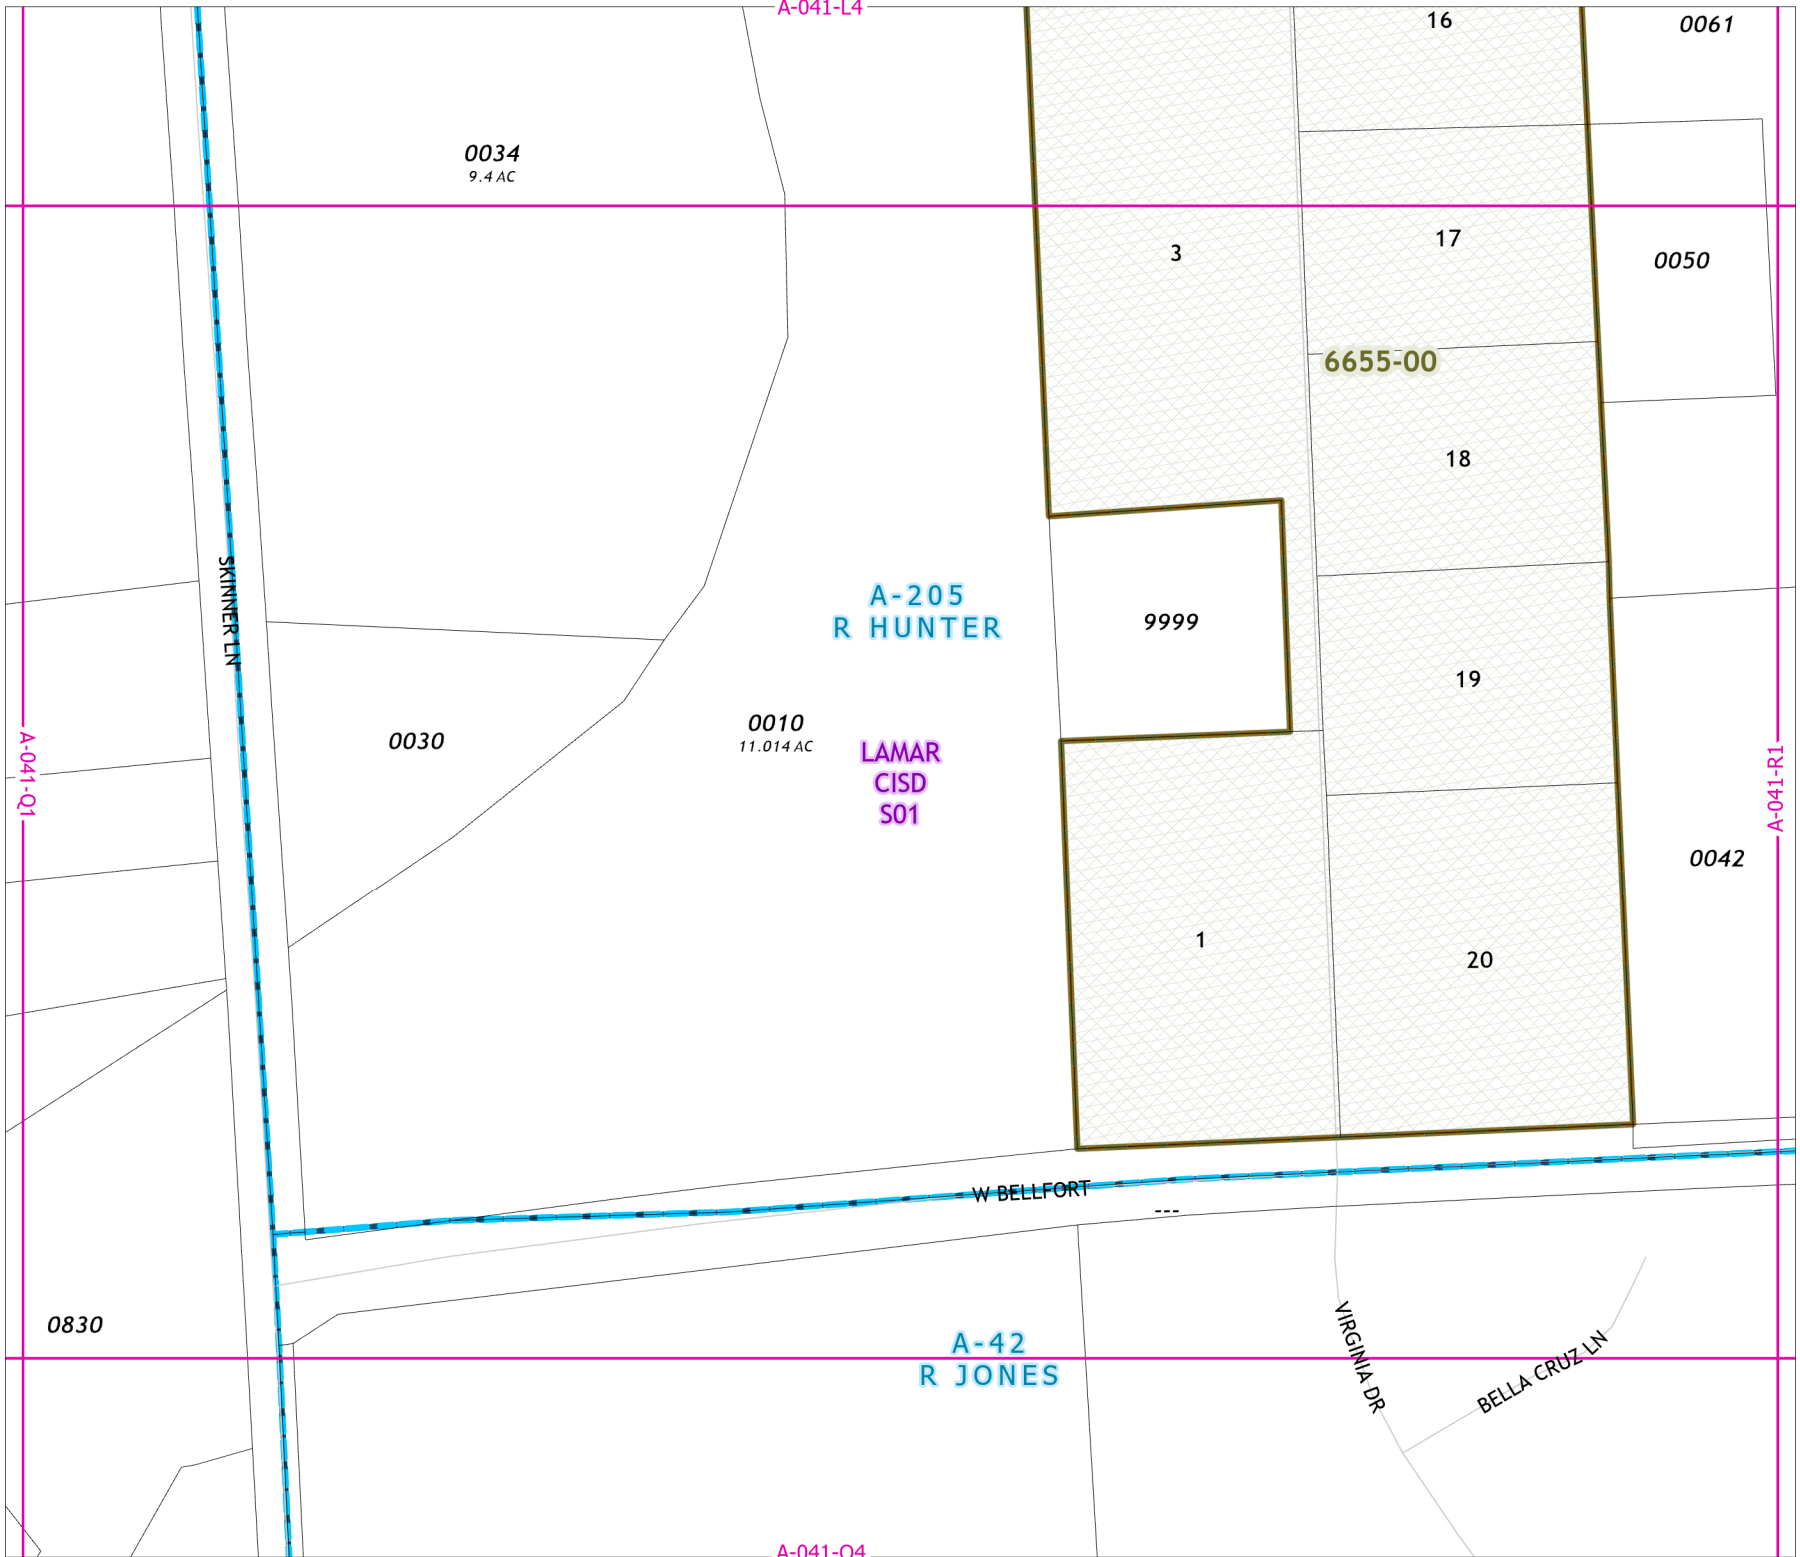 A-041-L4
16
0061
0034
9.4 AC
17
3
0050
6655-00
18
SKINNER LN
A-205
R HUNTER
9999
19
0010
11.014 AC
0030
LAMAR
CISD
S01
A-041-Q1
A-041-R1
0042
1
20
W BELLFORT
---
0830
A-42
R JONES
VIRGINIA DR
BELLA CRUZ LN
A-041-Q4